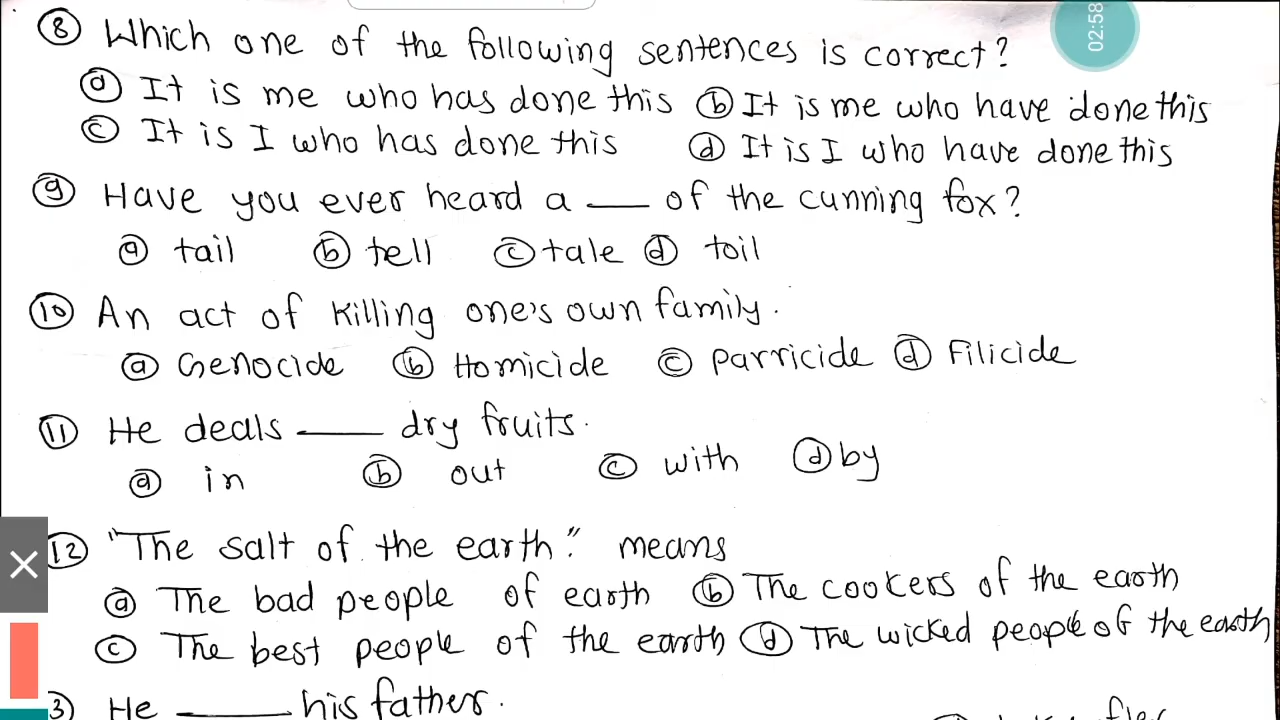 02:58
8 Which one of the following sentences is correct?
a It is me who has done this b It is me who have done this
c It is I who has done this d It is I who have done this
9 Have you ever heard a ___ of the cunning fox?
a tail b tell c tale d toil
10 An act of killing one's own family.
a Genocide b Homicide c Parricide d Filicide
11 He deals ___ dry fruits.
a in b out c with d by
12 "The salt of the earth." means
a The bad people of earth b The cookers of the earth
c The best people of the earth d The wicked people of the earth
3 He ___ his father.